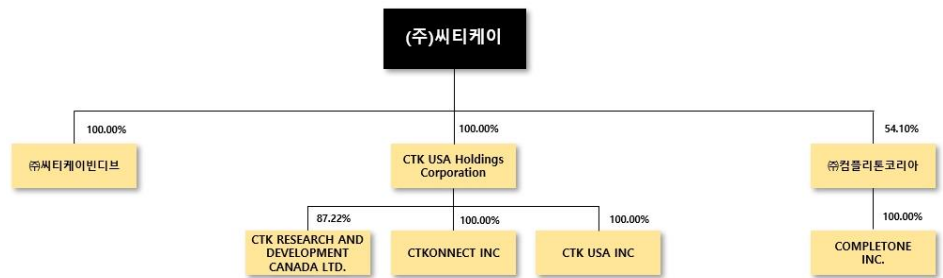 (주)씨티케이
100.00%
100.00%
54.10%
㈜씨티케이빈디브
CTK USA Holdings
Corporation
㈜컴플리톤코리아
87.22%
100.00%
100.00%
100.00%
CTK RESEARCH AND
DEVELOPMENT
CANADA LTD.
CTKONNECT INC
CTK USA INC
COMPLETONE
INC.